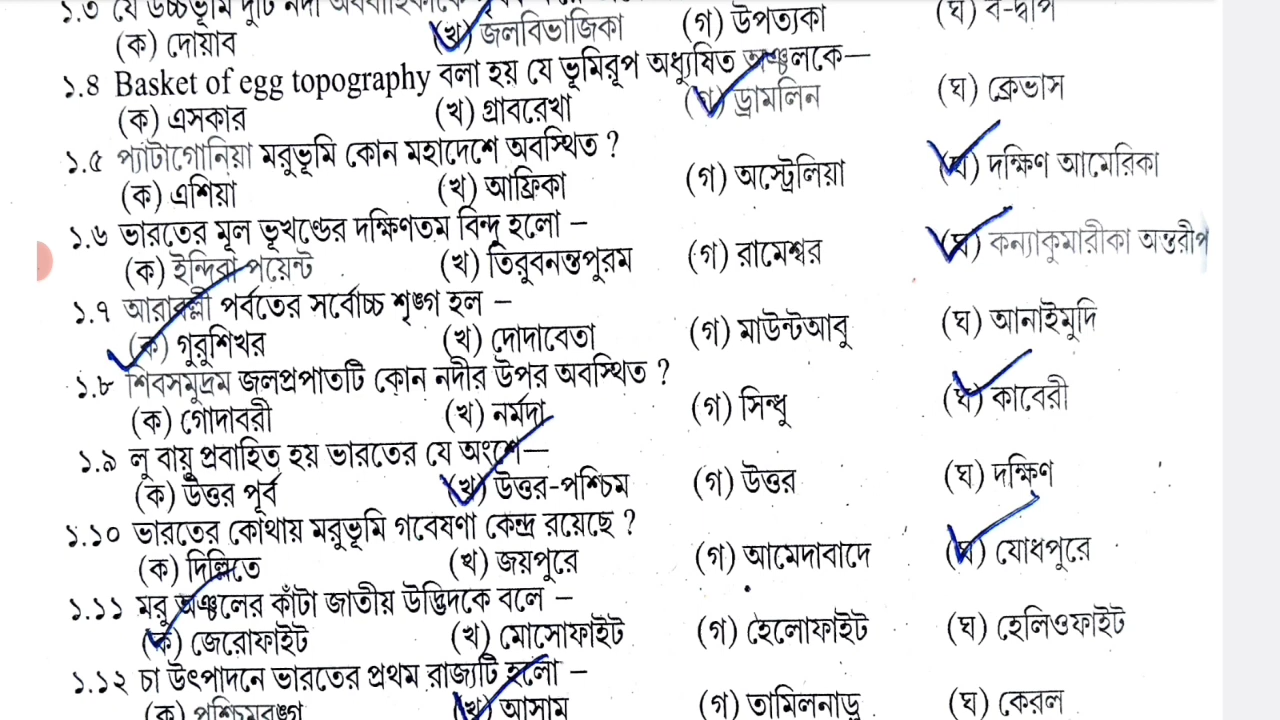 ১.৩ যে উচ্চভূমি দুটি নদী অববাহিকাকে
(ক) দোয়াব (খ) জলবিভাজিকা (গ) উপত্যকা (ঘ) ব-দ্বীপ
১.৪ Basket of egg topography বলা হয় যে ভূমিরূপ অধ্যুষিত অঞ্চলকে—
(ক) এসকার (খ) গ্রাবরেখা (গ) ড্রামলিন (ঘ) ক্রেভাস
১.৫ প্যাটাগোনিয়া মরুভূমি কোন মহাদেশে অবস্থিত ?
(ক) এশিয়া (খ) আফ্রিকা (গ) অস্ট্রেলিয়া (ঘ) দক্ষিণ আমেরিকা
১.৬ ভারতের মূল ভূখণ্ডের দক্ষিণতম বিন্দু হলো –
(ক) ইন্দিরা পয়েন্ট (খ) তিরুবনন্তপুরম (গ) রামেশ্বর (ঘ) কন্যাকুমারীকা অন্তরীপ
১.৭ আরাবল্লী পর্বতের সর্বোচ্চ শৃঙ্গ হল –
(ক) গুরুশিখর (খ) দোদাবেতা (গ) মাউন্টআবু (ঘ) আনাইমুদি
১.৮ শিবসমুদ্রম জলপ্রপাতটি কোন নদীর উপর অবস্থিত ?
(ক) গোদাবরী (খ) নর্মদা (গ) সিন্ধু (ঘ) কাবেরী
১.৯ লু বায়ু প্রবাহিত হয় ভারতের যে অংশে—
(ক) উত্তর পূর্ব (খ) উত্তর-পশ্চিম (গ) উত্তর (ঘ) দক্ষিণ
১.১০ ভারতের কোথায় মরুভূমি গবেষণা কেন্দ্র রয়েছে ?
(ক) দিল্লিতে (খ) জয়পুরে (গ) আমেদাবাদে (ঘ) যোধপুরে
১.১১ মরু অঞ্চলের কাঁটা জাতীয় উদ্ভিদকে বলে –
(ক) জেরোফাইট (খ) মোসোফাইট (গ) হেলোফাইট (ঘ) হেলিওফাইট
১.১২ চা উৎপাদনে ভারতের প্রথম রাজ্যটি হলো –
(ক) পশ্চিমবঙ্গ (খ) আসাম (গ) তামিলনাড়ু (ঘ) কেরল